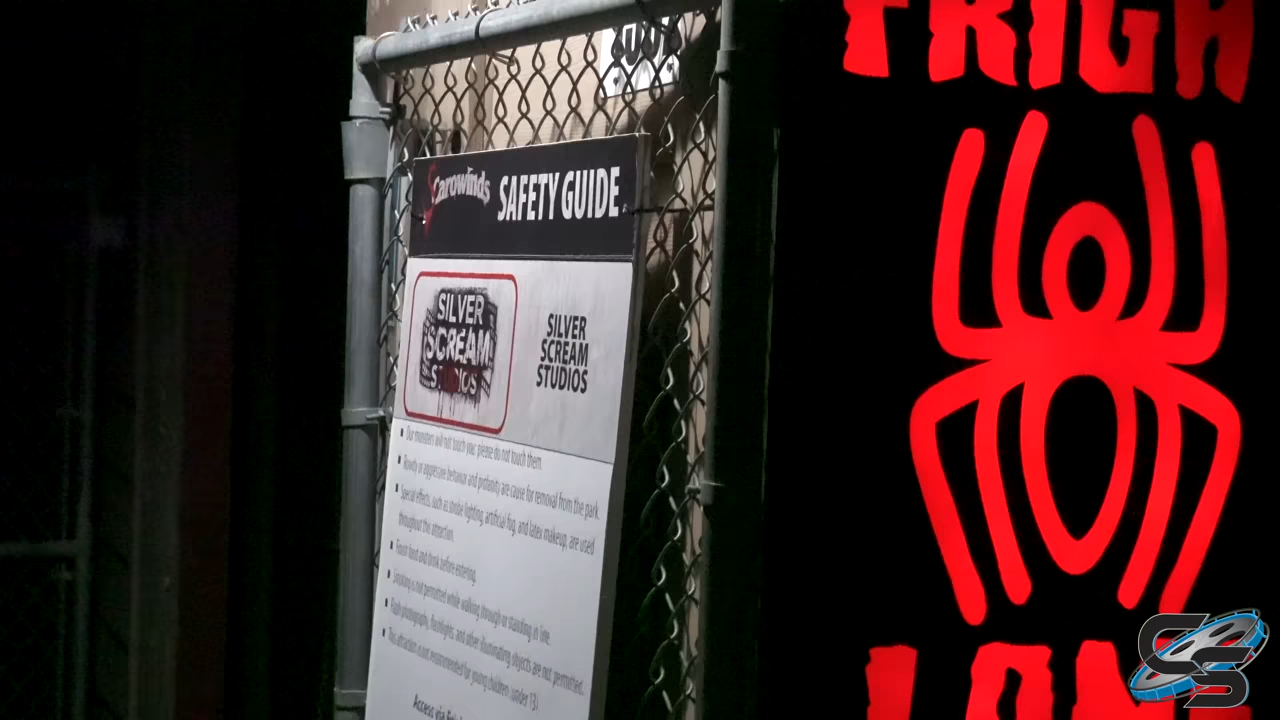 Scarowinds SAFETY GUIDE
SILVER
SCREAM
STUDIOS
SILVER
SCREAM
STUDIOS
▪ Our monsters will not touch you; please do not touch them.
▪ Rowdy or aggressive behavior and profanity are cause for removal from the park.
▪ Special effects, such as strobe lighting, artificial fog, and latex makeup, are used
throughout this attraction.
▪ Finish food and drink before entering.
▪ Smoking is not permitted while walking through or standing in line.
▪ Flash photography, flashlights and other illuminating objects are not permitted.
▪ This attraction is not recommended for young children (under 13).
Access via
FRIGH
LAN
CS